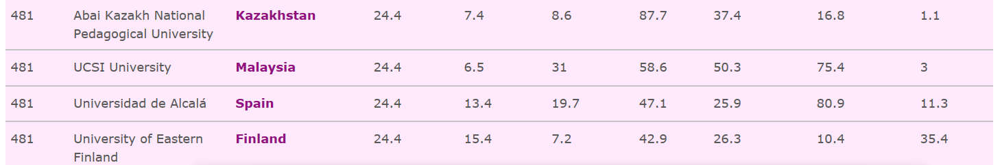 481 Abai Kazakh National Kazakhstan 24.4 7.4 8.6 87.7 37.4 16.8 1.1
Pedagogical University
481 UCSI University Malaysia 24.4 6.5 31 58.6 50.3 75.4 3
481 Universidad de Alcalá Spain 24.4 13.4 19.7 47.1 25.9 80.9 11.3
481 University of Eastern Finland 24.4 15.4 7.2 42.9 26.3 10.4 35.4
Finland